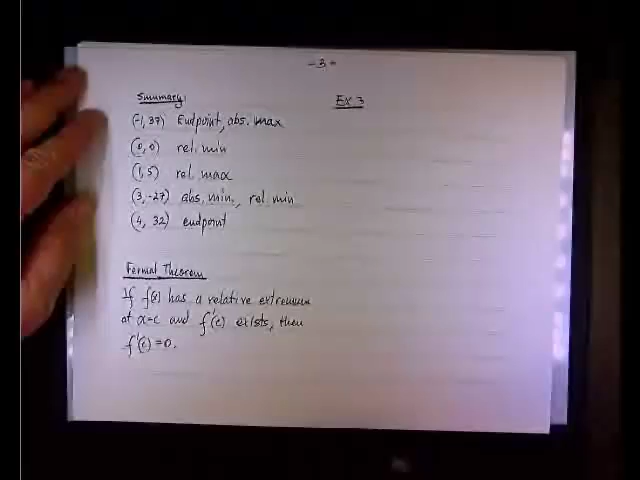 -3-
Summary:
(-1, 37) Endpoint, abs. max
(0, 0) rel. min
(1, 5) rel. max
(3, -27) abs. min., rel. min
(4, 32) endpoint
Fermat Theorem
If f(x) has a relative extremum
at x=c and f'(c) exists, then
f'(c)=0.
Ex 3